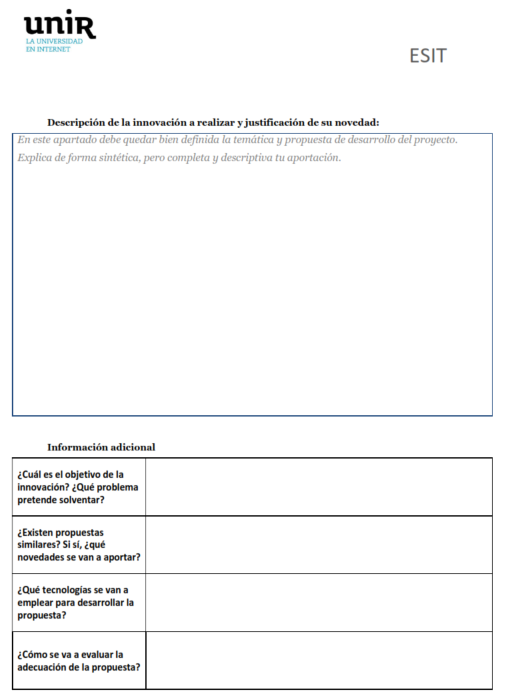 unir
LA UNIVERSIDAD
EN INTERNET
ESIT
Descripción de la innovación a realizar y justificación de su novedad:
En este apartado debe quedar bien definida la temática y propuesta de desarrollo del proyecto.
Explica de forma sintética, pero completa y descriptiva tu aportación.
Información adicional
¿Cuál es el objetivo de la
innovación? ¿Qué problema
pretende solventar?
¿Existen propuestas
similares? Si sí, ¿qué
novedades se van a aportar?
¿Qué tecnologías se van a
emplear para desarrollar la
propuesta?
¿Cómo se va a evaluar la
adecuación de la propuesta?